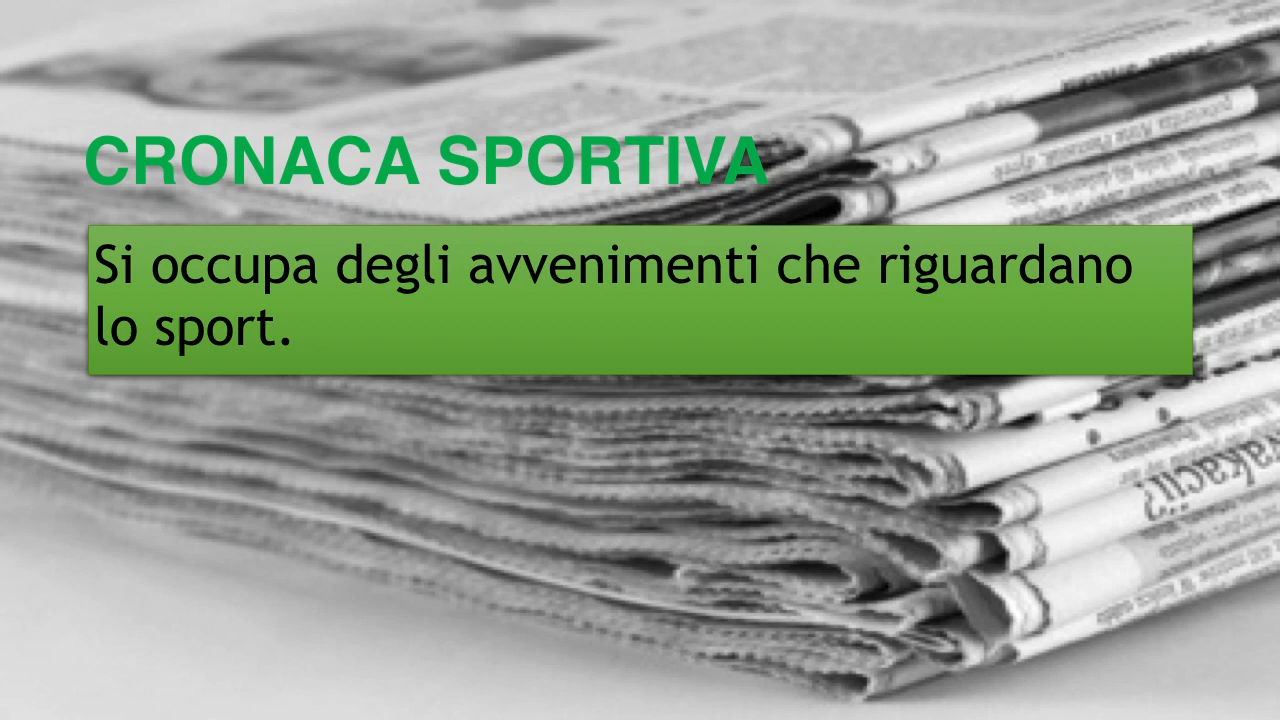 CRONACA SPORTIVA
Si occupa degli avvenimenti che riguardano
lo sport.